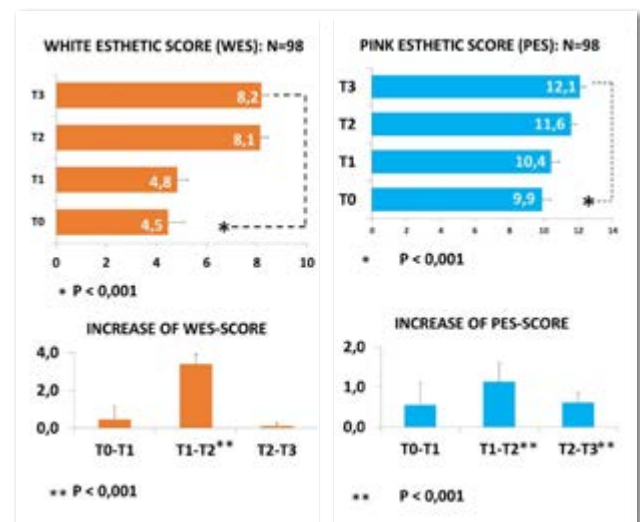 WHITE ESTHETIC SCORE (WES): N=98
T3
8,2
T2
8,1
T1
4,8
T0
4,5
*
0 2 4 6 8 10
* P < 0,001
INCREASE OF WES-SCORE
4,0
2,0
0,0
T0-T1 T1-T2** T2-T3
** P < 0,001
PINK ESTHETIC SCORE (PES): N=98
T3
12,1
T2
11,6
T1
10,4
T0
9,9
*
0 2 4 6 8 10 12 14
* P < 0,001
INCREASE OF PES-SCORE
2,0
1,0
0,0
T0-T1 T1-T2** T2-T3**
** P < 0,001